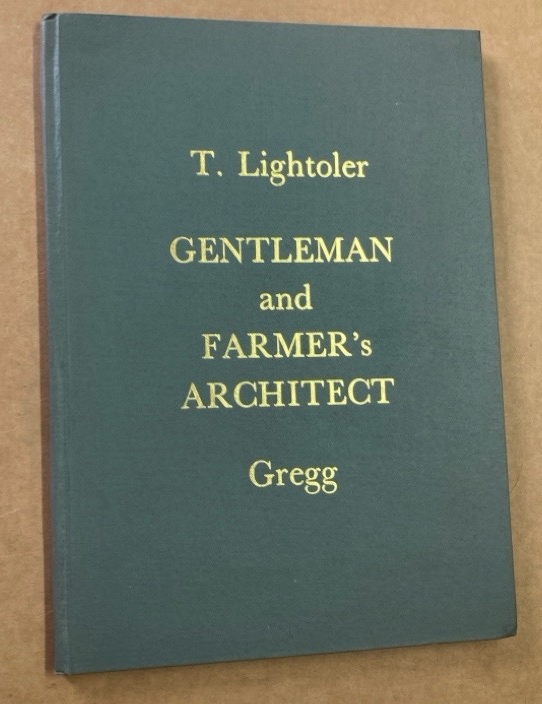 T. Lightoler
GENTLEMAN
and
FARMER's
ARCHITECT
Gregg